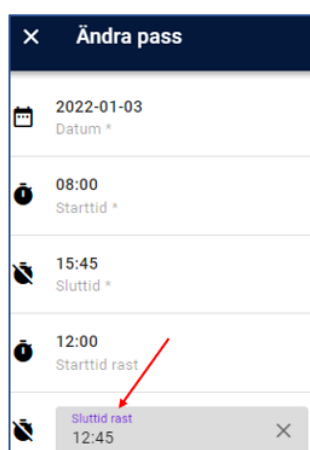 Ändra pass
2022-01-03
Datum *
08:00
Starttid *
15:45
Sluttid *
12:00
Starttid rast
Sluttid rast
12:45